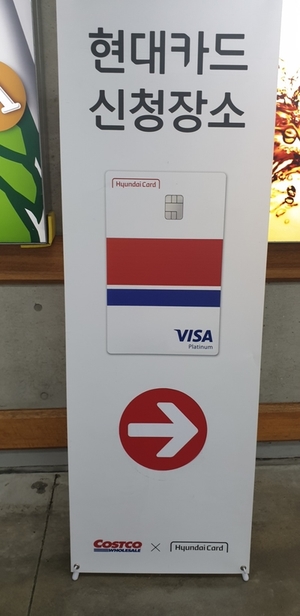 현대카드
신청장소
Hyundai Card
VISA
Platinum
COSTCO WHOLESALE × Hyundai Card